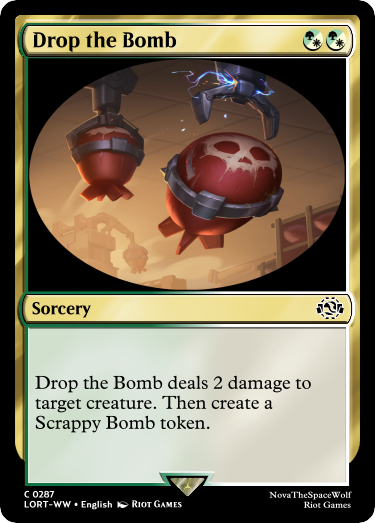 Drop the Bomb
Sorcery
Drop the Bomb deals 2 damage to
target creature. Then create a
Scrappy Bomb token.
C 0287
LORT-WW • English Riot Games
NovaTheSpaceWolf
Riot Games